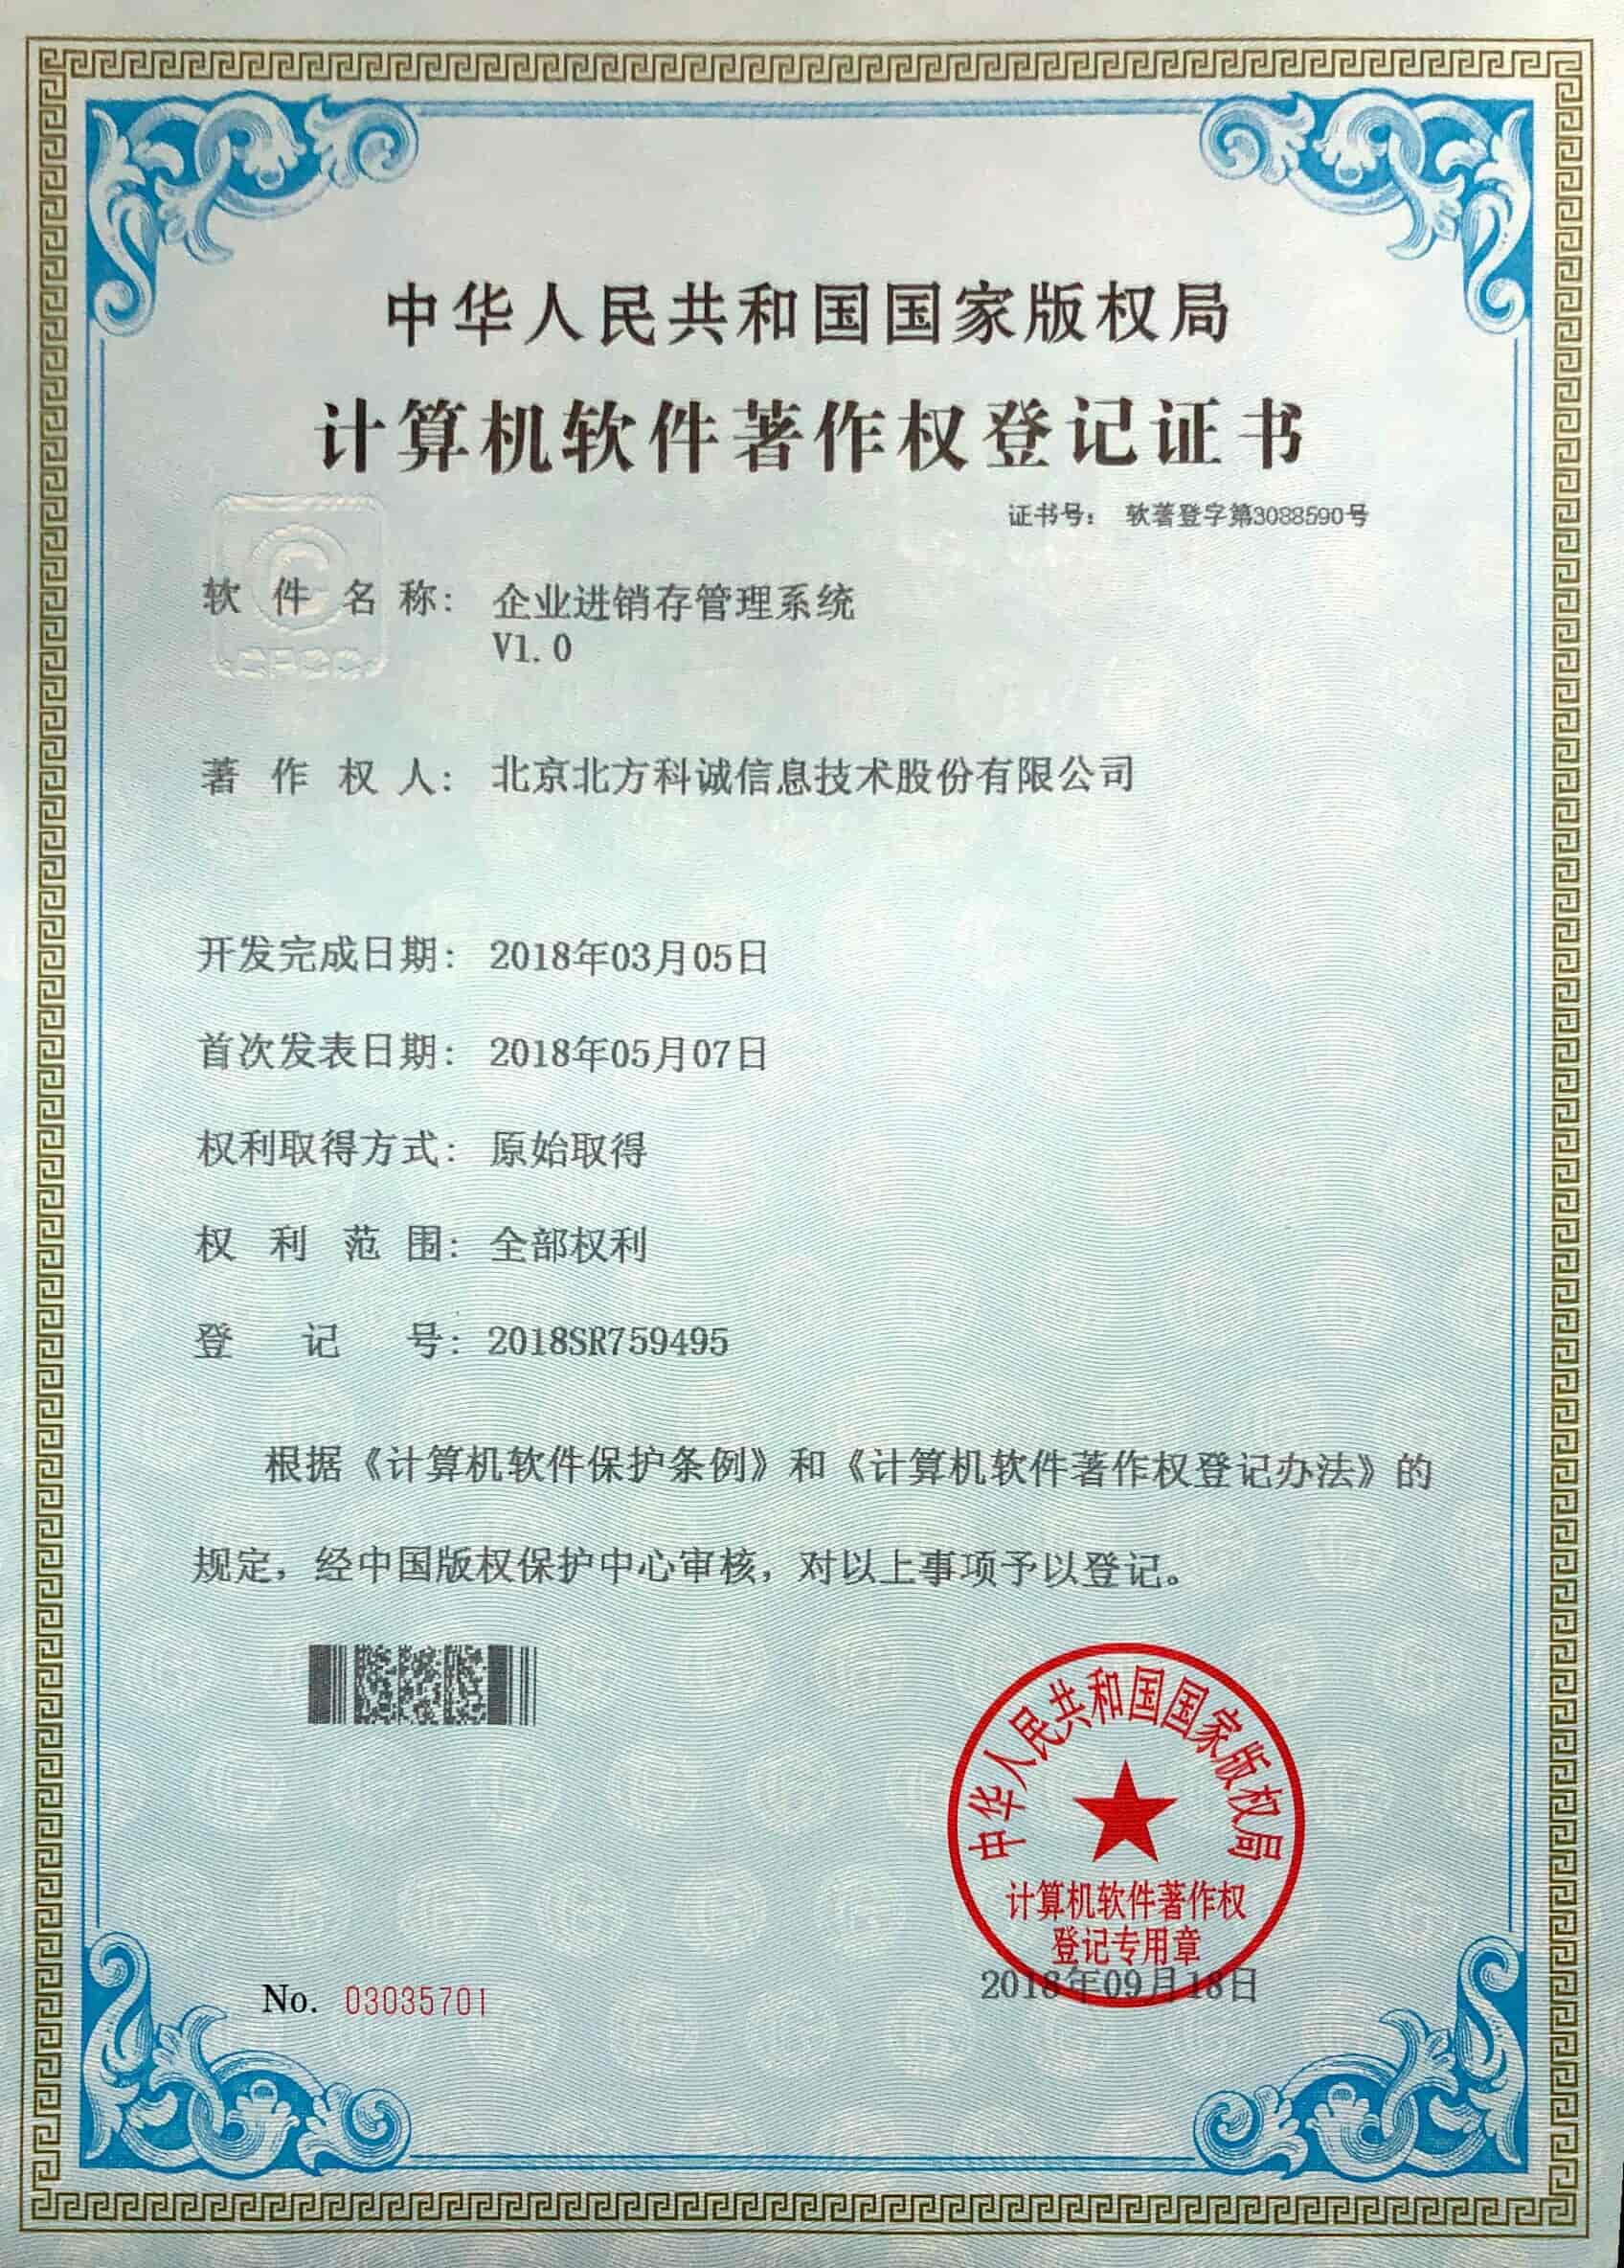 中华人民共和国国家版权局
计算机软件著作权登记证书
证书号： 软著登字第3088590号
软件名称： 企业进销存管理系统
V1.0
CPCC
著作权人： 北京北方科诚信息技术股份有限公司
开发完成日期： 2018年03月05日
首次发表日期： 2018年05月07日
权利取得方式： 原始取得
权利范围： 全部权利
登记号： 2018SR759495
根据《计算机软件保护条例》和《计算机软件著作权登记办法》的
规定，经中国版权保护中心审核，对以上事项予以登记。
中华人民共和国国家版权局
计算机软件著作权
登记专用章
2018年09月18日
No. 03035701